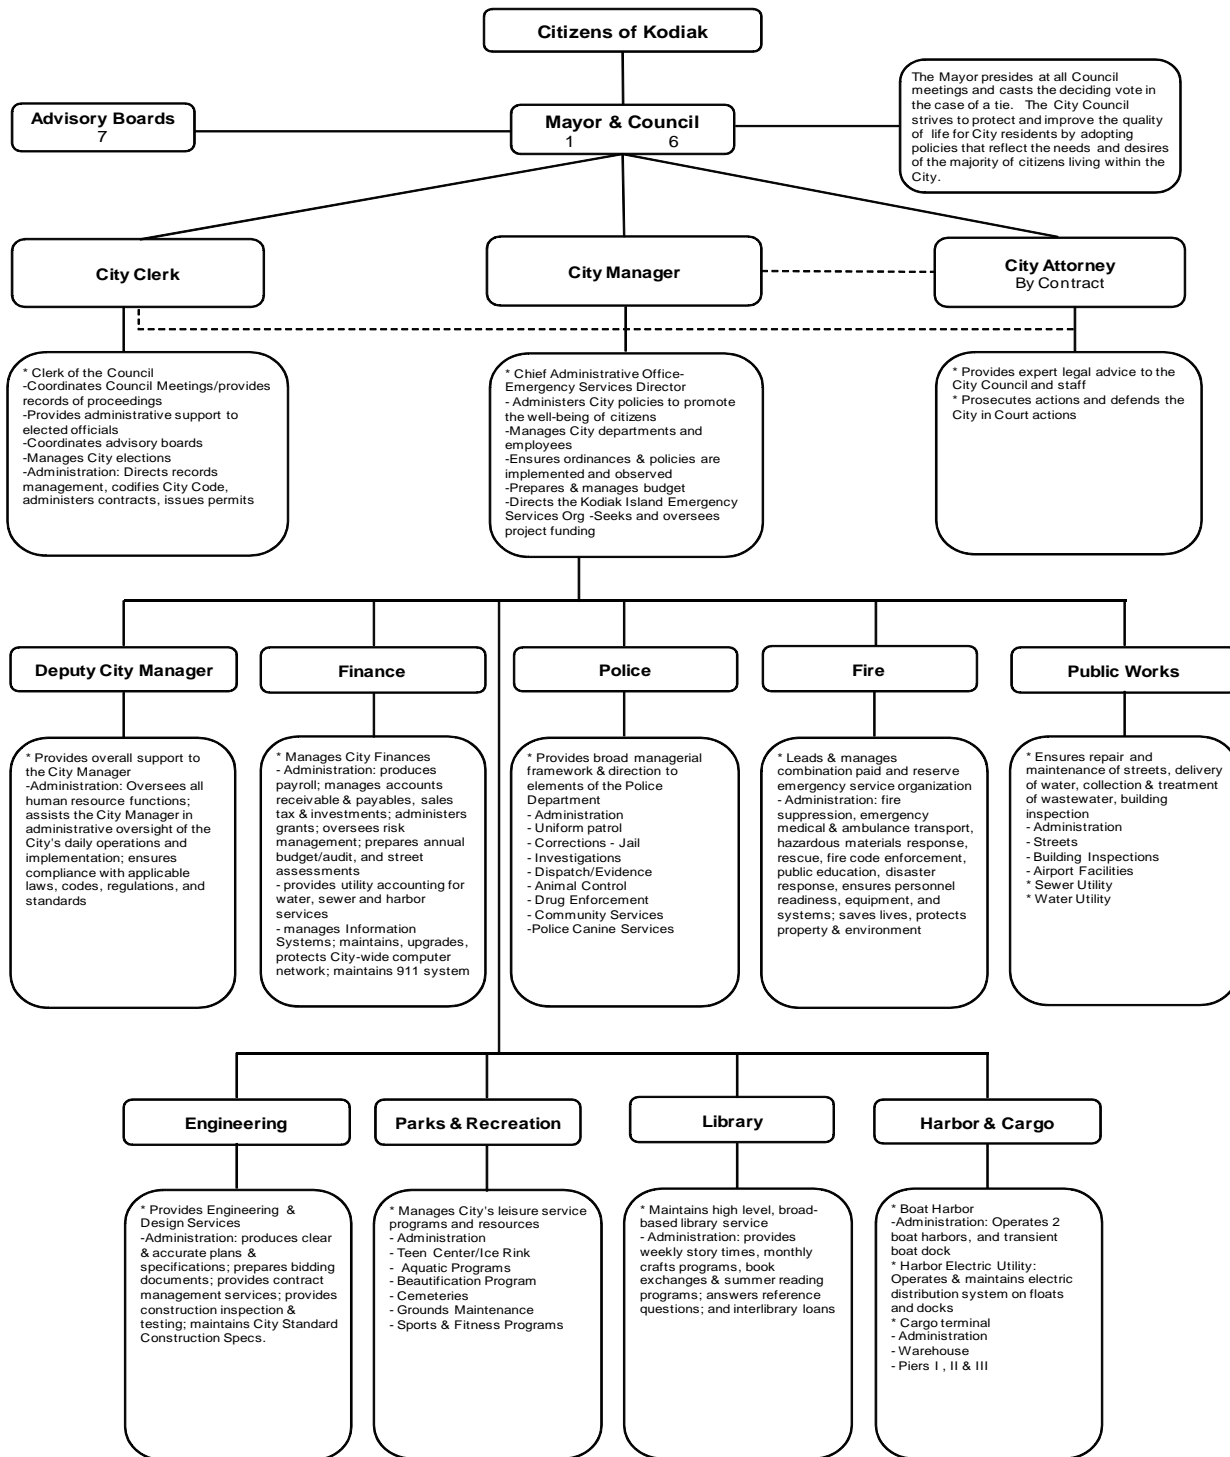 Citizens of Kodiak
The Mayor presides at all Council
meetings and casts the deciding vote in
the case of a tie. The City Council
strives to protect and improve the quality
of life for City residents by adopting
policies that reflect the needs and desires
of the majority of citizens living within the
City.
Advisory Boards
7
Mayor & Council
1 6
City Clerk
City Manager
City Attorney
By Contract
* Clerk of the Council
-Coordinates Council Meetings/provides
records of proceedings
-Provides administrative support to
elected officials
-Coordinates advisory boards
-Manages City elections
-Administration: Directs records
management, codifies City Code,
administers contracts, issues permits
* Chief Administrative Office-
Emergency Services Director
- Administers City policies to promote
the well-being of citizens
-Manages City departments and
employees
-Ensures ordinances & policies are
implemented and observed
-Prepares & manages budget
-Directs the Kodiak Island Emergency
Services Org -Seeks and oversees
project funding
* Provides expert legal advice to the
City Council and staff
* Prosecutes actions and defends the
City in Court actions
Deputy City Manager
Finance
Police
Fire
Public Works
* Provides overall support to
the City Manager
-Administration: Oversees all
human resource functions;
assists the City Manager in
administrative oversight of the
City's daily operations and
implementation; ensures
compliance with applicable
laws, codes, regulations, and
standards
* Manages City Finances
- Administration: produces
payroll; manages accounts
receivable & payables, sales
tax & investments; administers
grants; oversees risk
management; prepares annual
budget/audit, and street
assessments
- provides utility accounting for
water, sewer and harbor
services
- manages Information
Systems; maintains, upgrades,
protects City-wide computer
network; maintains 911 system
* Provides broad managerial
framework & direction to
elements of the Police
Department
- Administration
- Uniform patrol
- Corrections - Jail
- Investigations
- Dispatch/Evidence
- Animal Control
- Drug Enforcement
- Community Services
-Police Canine Services
* Leads & manages
combination paid and reserve
emergency service organization
- Administration: fire
suppression, emergency
medical & ambulance transport,
hazardous materials response,
rescue, fire code enforcement,
public education, disaster
response, ensures personnel
readiness, equipment, and
systems; saves lives, protects
property & environment
* Ensures repair and
maintenance of streets, delivery
of water, collection & treatment
of wastewater, building
inspection
- Administration
- Streets
- Building Inspections
- Airport Facilities
* Sewer Utility
* Water Utility
Engineering
Parks & Recreation
Library
Harbor & Cargo
* Provides Engineering &
Design Services
-Administration: produces clear
& accurate plans &
specifications; prepares bidding
documents; provides contract
management services; provides
construction inspection &
testing; maintains City Standard
Construction Specs.
* Manages City's leisure service
programs and resources
- Administration
- Teen Center/Ice Rink
- Aquatic Programs
- Beautification Program
- Cemeteries
- Grounds Maintenance
- Sports & Fitness Programs
* Maintains high level, broad-
based library service
- Administration: provides
weekly story times, monthly
crafts programs, book
exchanges & summer reading
programs; answers reference
questions; and interlibrary loans
* Boat Harbor
-Administration: Operates 2
boat harbors, and transient
boat dock
* Harbor Electric Utility:
Operates & maintains electric
distribution system on floats
and docks
* Cargo terminal
- Administration
- Warehouse
- Piers I , II & III